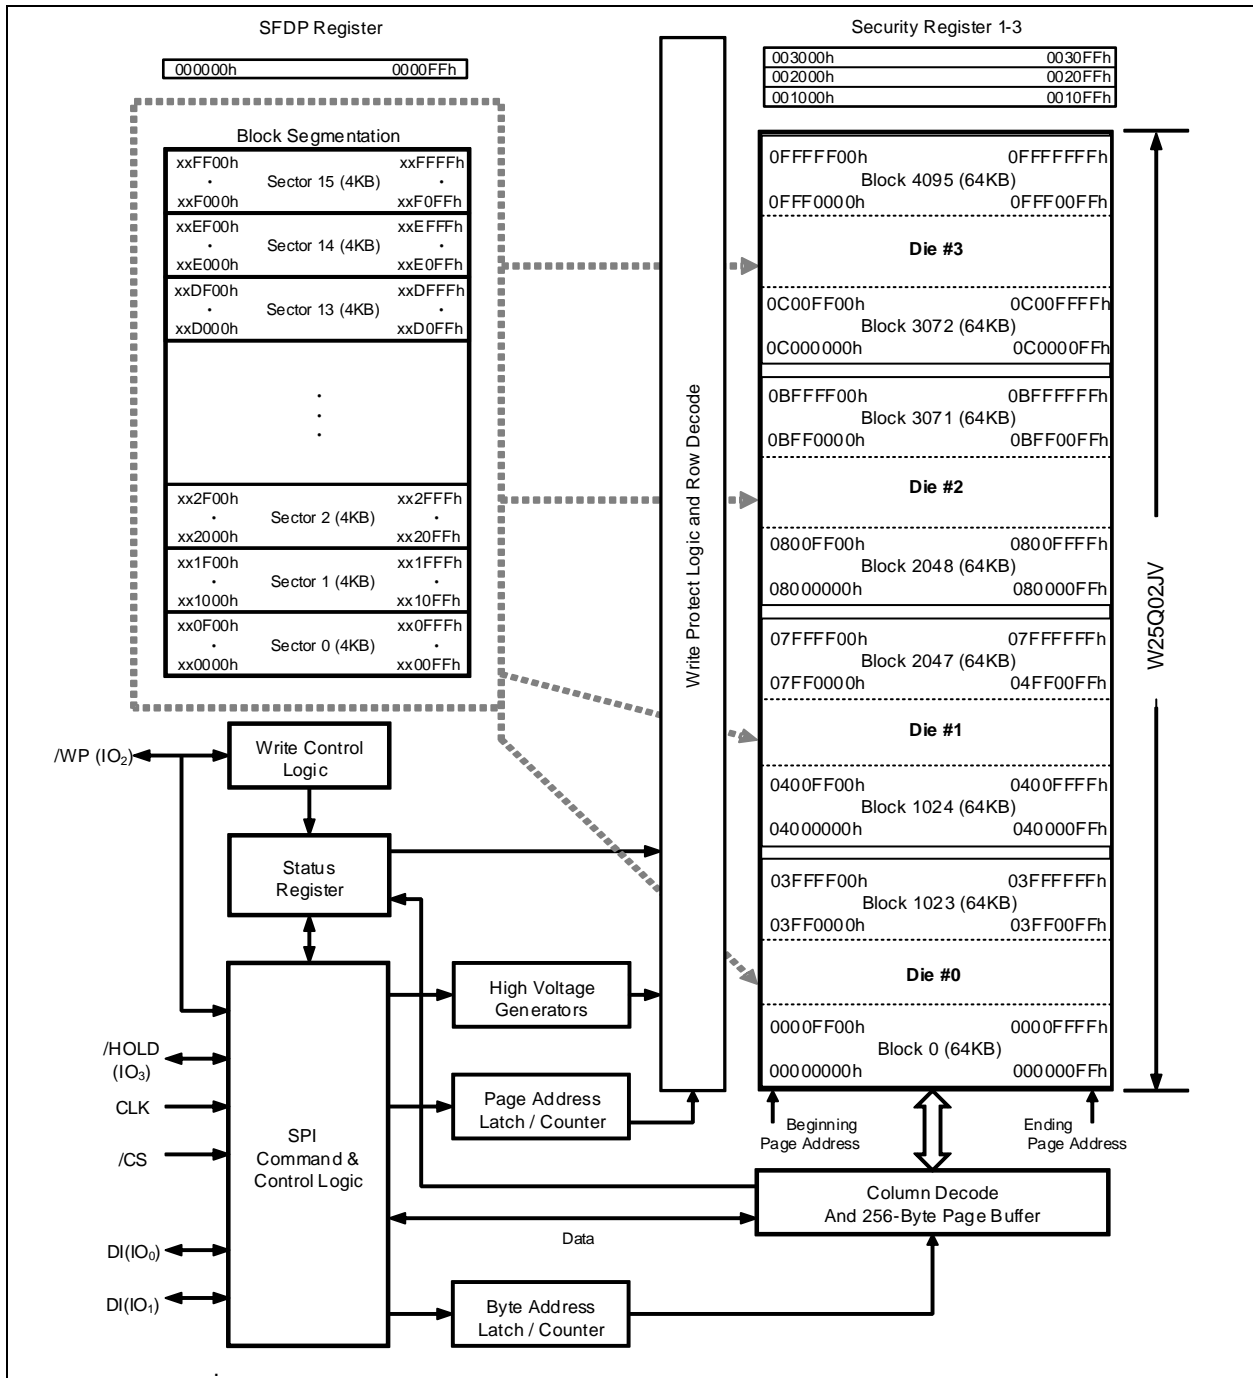 SFDP Register
000000h 0000FFh
Security Register 1-3
003000h 0030FFh
002000h 0020FFh
001000h 0010FFh
Block Segmentation
xxFF00h xxFFFFh
· Sector 15 (4KB) ·
xxF000h xxF0FFh
xxEF00h xxEFFFh
· Sector 14 (4KB) ·
xxE000h xxE0FFh
xxDF00h xxDFFFh
· Sector 13 (4KB) ·
xxD000h xxD0FFh
·
·
·
xx2F00h xx2FFFh
· Sector 2 (4KB) ·
xx2000h xx20FFh
xx1F00h xx1FFFh
· Sector 1 (4KB) ·
xx1000h xx10FFh
xx0F00h xx0FFFh
· Sector 0 (4KB) ·
xx0000h xx00FFh
Write Protect Logic and Row Decode
0FFFFF00h 0FFFFFFFh
Block 4095 (64KB)
0FFF0000h 0FFF00FFh
Die #3
0C00FF00h 0C00FFFFh
Block 3072 (64KB)
0C000000h 0C0000FFh
0BFFFF00h 0BFFFFFFh
Block 3071 (64KB)
0BFF0000h 0BFF00FFh
Die #2
0800FF00h 0800FFFFh
Block 2048 (64KB)
08000000h 080000FFh
07FFFF00h 07FFFFFFh
Block 2047 (64KB)
07FF0000h 04FF00FFh
Die #1
0400FF00h 0400FFFFh
Block 1024 (64KB)
04000000h 040000FFh
03FFFF00h 03FFFFFFh
Block 1023 (64KB)
03FF0000h 03FF00FFh
Die #0
0000FF00h 0000FFFFh
Block 0 (64KB)
00000000h 000000FFh
W25Q02JV
Beginning
Page Address
Ending
Page Address
/WP (IO₂)
Write Control
Logic
Status
Register
High Voltage
Generators
/HOLD
(IO₃)
CLK
/CS
DI(IO₀)
DI(IO₁)
SPI
Command &
Control Logic
Page Address
Latch / Counter
Column Decode
And 256-Byte Page Buffer
Data
Byte Address
Latch / Counter